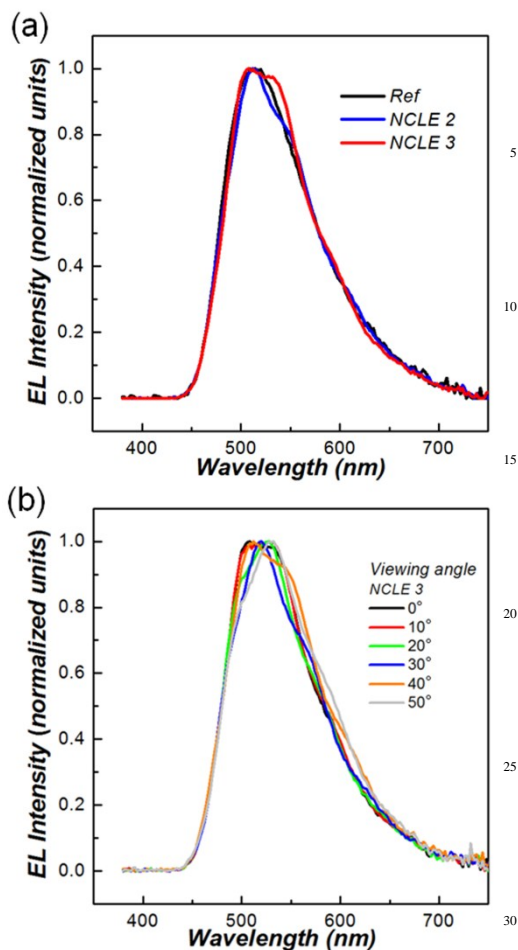 (a)
EL Intensity (normalized units)
1.0
0.8
0.6
0.4
0.2
0.0
Ref
NCLE 2
NCLE 3
400 500 600 700
Wavelength (nm)
5
10
15
(b)
EL Intensity (normalized units)
1.0
0.8
0.6
0.4
0.2
0.0
Viewing angle
NCLE 3
0°
10°
20°
30°
40°
50°
400 500 600 700
Wavelength (nm)
20
25
30